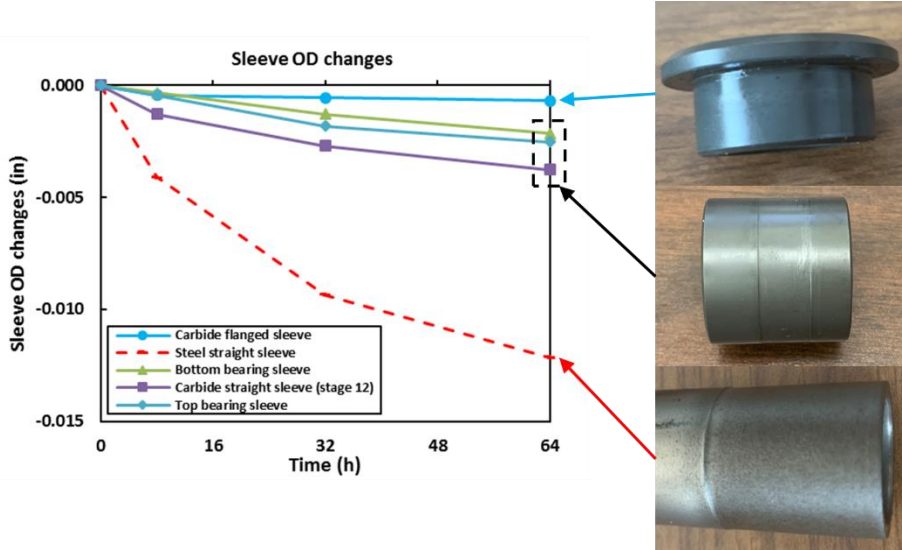 Sleeve OD changes
Sleeve OD changes (in)
0.000
-0.005
-0.010
-0.015
Carbide flanged sleeve
Steel straight sleeve
Bottom bearing sleeve
Carbide straight sleeve (stage 12)
Top bearing sleeve
0 16 32 48 64
Time (h)